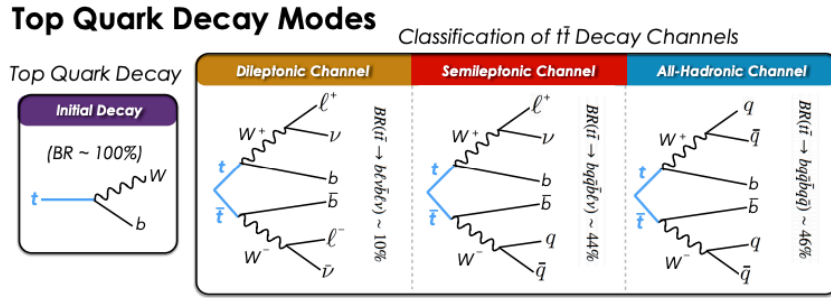 Top Quark Decay Modes
Classification of tt̄ Decay Channels
Top Quark Decay
Initial Decay
(BR ~ 100%)
t
W
b
Dileptonic Channel
ℓ⁺
W⁺
ν
t
b
t̄
b̄
ℓ⁻
W⁻
ν̄
BR(tt̄ → bℓνb̄ℓν) ~ 10%
Semileptonic Channel
ℓ⁺
W⁺
ν
t
b
t̄
b̄
q
W⁻
q̄
BR(tt̄ → bqq̄b̄ℓν) ~ 44%
All-Hadronic Channel
q
W⁺
q̄
t
b
t̄
b̄
q
W⁻
q̄
BR(tt̄ → bqq̄bqq̄) ~ 46%